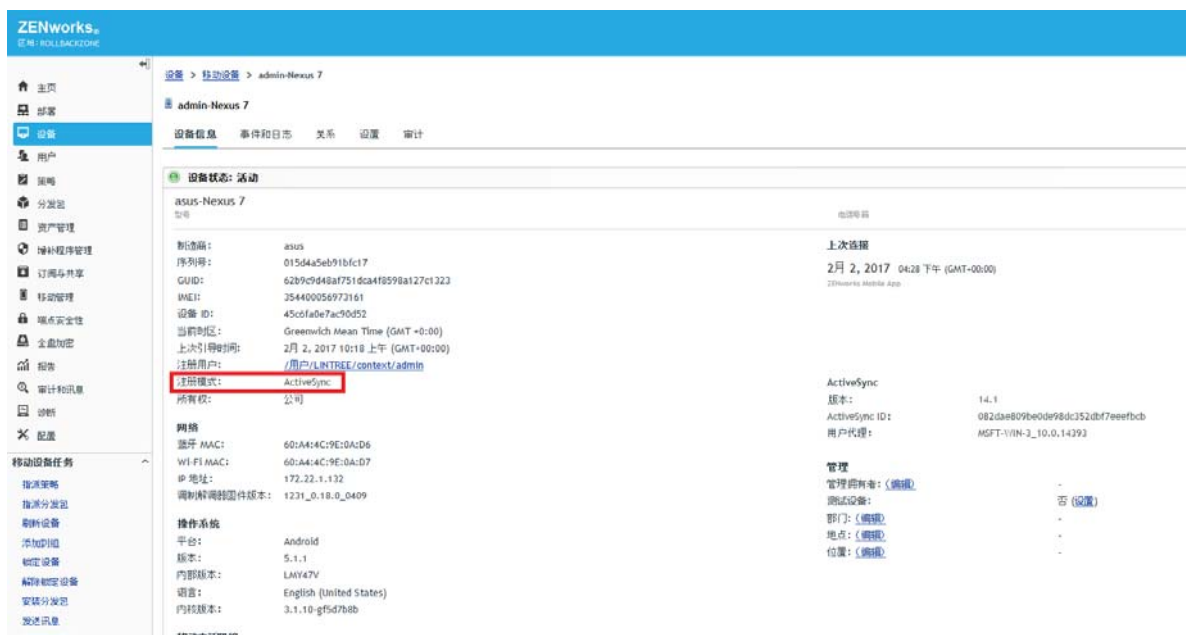 ZENworks.
区域: ROLLBACKZONE
主页
部署
设备
用户
策略
分发包
资产管理
增补程序管理
订阅与共享
移动管理
端点安全性
全盘加密
报告
审计和讯息
诊断
配置
移动设备任务
指派策略
指派分发包
刷新设备
添加到组
锁定设备
解除锁定设备
安装分发包
发送讯息
设备 > 移动设备 > admin-Nexus 7
admin-Nexus 7
设备信息 事件和日志 关系 设置 审计
设备状态: 活动
asus-Nexus 7
型号
制造商: asus
序列号: 015d4a5eb91bfc17
GUID: 62b9c9d48af751dca4f8598a127c1323
IMEI: 354400056973161
设备 ID: 45c6fa0e7ac90d52
当前时区: Greenwich Mean Time (GMT +0:00)
上次引导时间: 2月 2, 2017 10:18 上午 (GMT+00:00)
注册用户: /用户/LINTREE/context/admin
注册模式: ActiveSync
所有权: 公司
网络
蓝牙 MAC: 60:A4:4C:9E:0A:D6
Wi-Fi MAC: 60:A4:4C:9E:0A:D7
IP 地址: 172.22.1.132
调制解调器固件版本: 1231_0.18.0_0409
操作系统
平台: Android
版本: 5.1.1
内部版本: LMY47V
语言: English (United States)
内核版本: 3.1.10-gf5d7b8b
电话号码
上次连接
2月 2, 2017 04:28 下午 (GMT+00:00)
ZENworks Mobile App
ActiveSync
版本: 14.1
ActiveSync ID: 082dae809be0de98dc352dbf7eeefbcb
用户代理: MSFT-WIN-3_10.0.14393
管理
管理拥有者: (编辑) -
测试设备: 否 (设置)
部门: (编辑) -
地点: (编辑) -
位置: (编辑) -